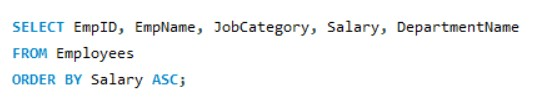 SELECT EmpID, EmpName, JobCategory, Salary, DepartmentName
FROM Employees
ORDER BY Salary ASC;